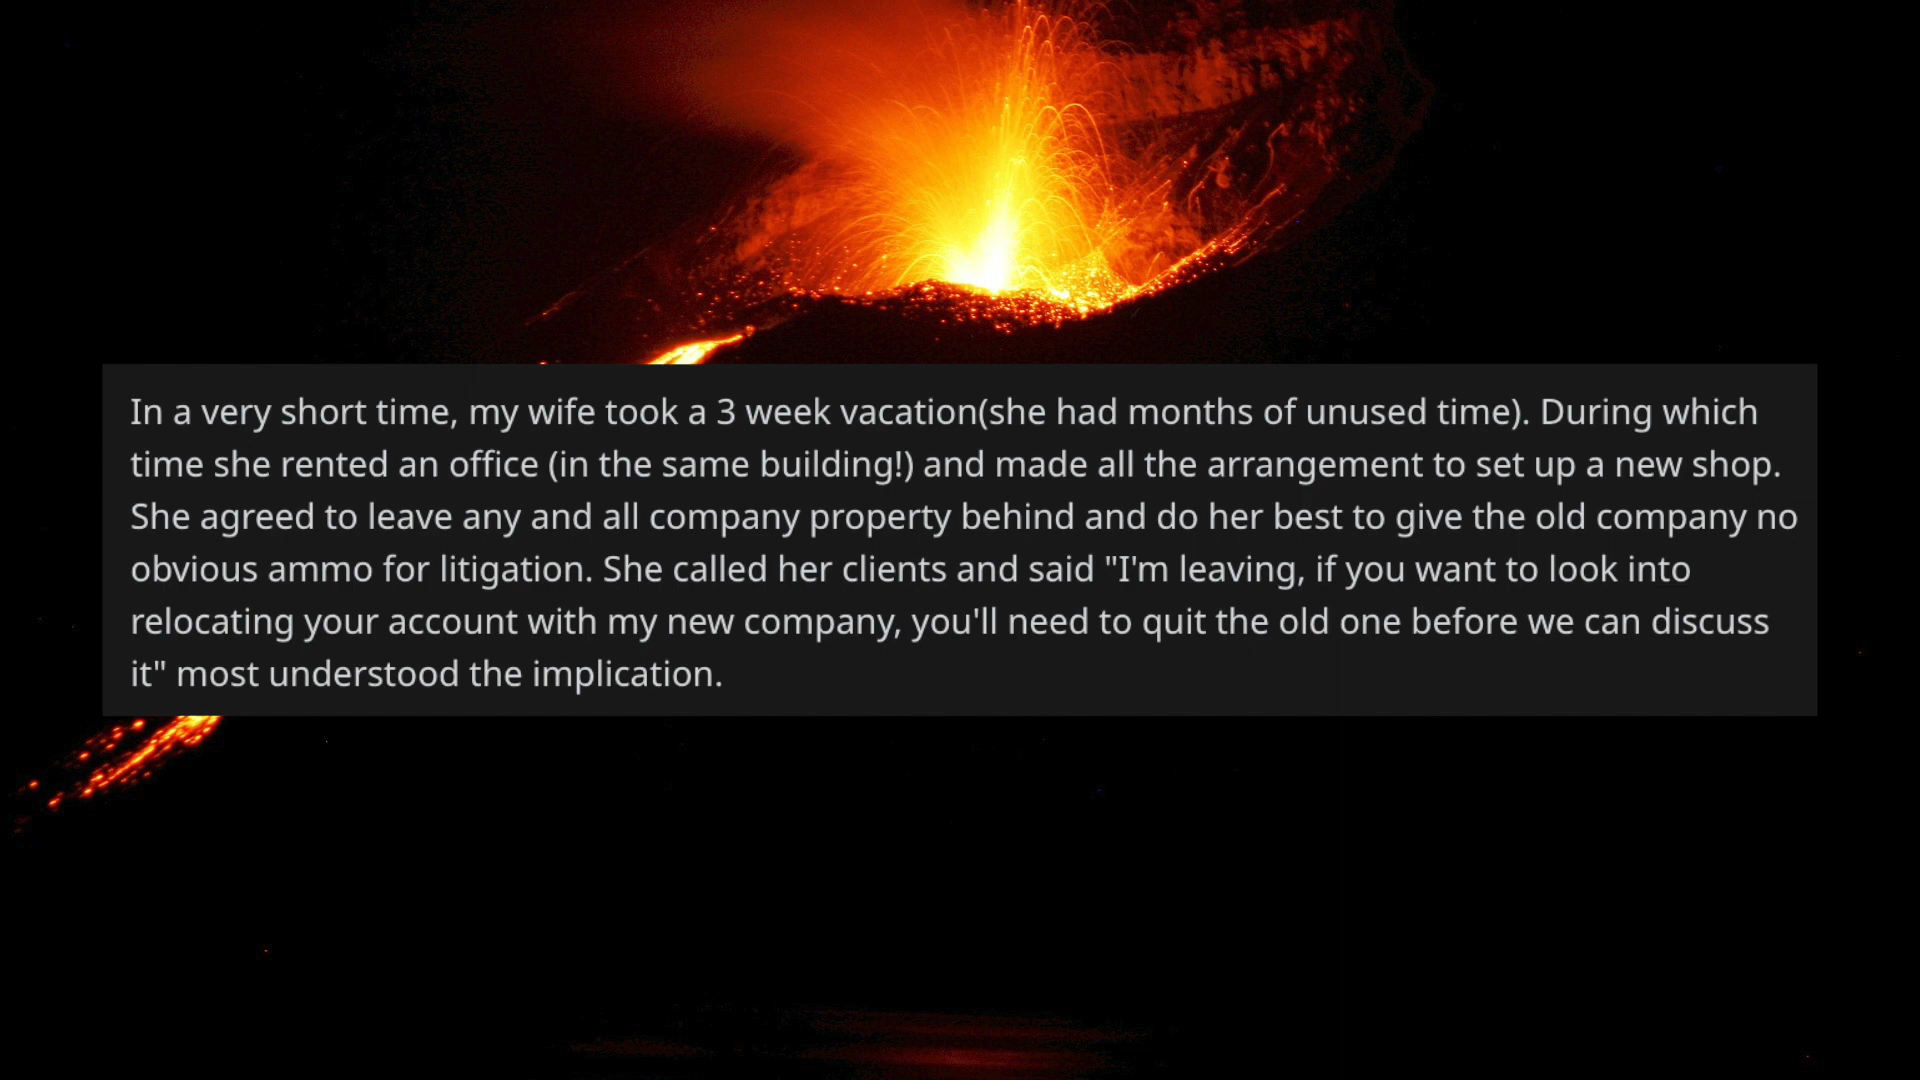 In a very short time, my wife took a 3 week vacation(she had months of unused time). During which
time she rented an office (in the same building!) and made all the arrangement to set up a new shop.
She agreed to leave any and all company property behind and do her best to give the old company no
obvious ammo for litigation. She called her clients and said "I'm leaving, if you want to look into
relocating your account with my new company, you'll need to quit the old one before we can discuss
it" most understood the implication.